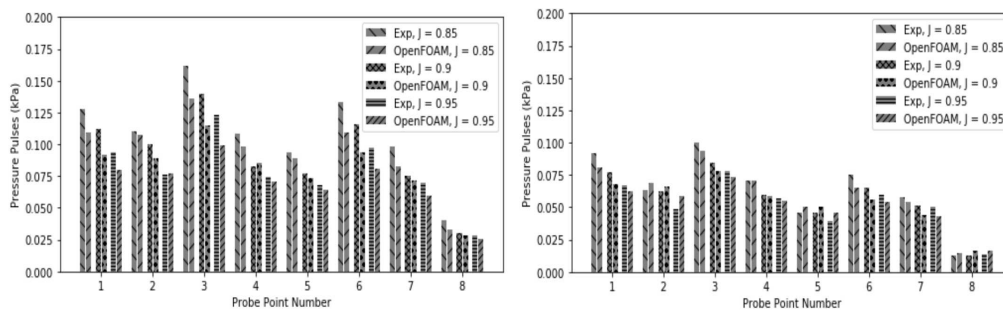 0.200
0.175
0.150
0.125
0.100
0.075
0.050
0.025
0.000
Pressure Pulses (kPa)
Exp, J = 0.85
OpenFOAM, J = 0.85
Exp, J = 0.9
OpenFOAM, J = 0.9
Exp, J = 0.95
OpenFOAM, J = 0.95
1 2 3 4 5 6 7 8
Probe Point Number
0.200
0.175
0.150
0.125
0.100
0.075
0.050
0.025
0.000
Pressure Pulses (kPa)
Exp, J = 0.85
OpenFOAM, J = 0.85
Exp, J = 0.9
OpenFOAM, J = 0.9
Exp, J = 0.95
OpenFOAM, J = 0.95
1 2 3 4 5 6 7 8
Probe Point Number